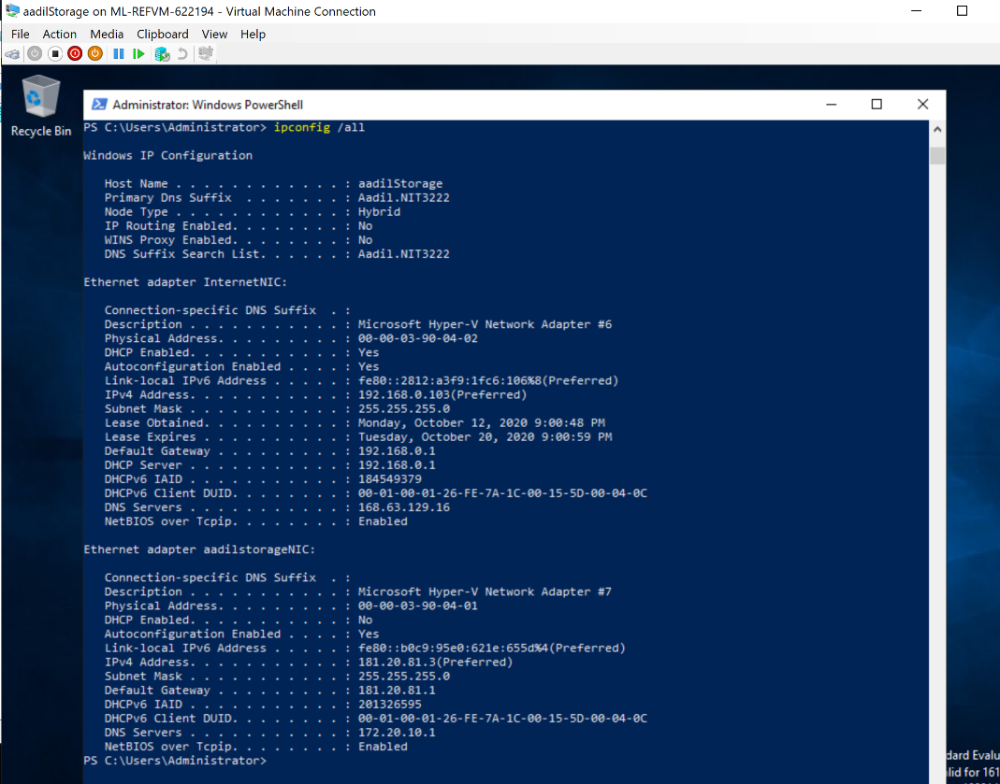 aadilStorage on ML-REFVM-622194 - Virtual Machine Connection
File Action Media Clipboard View Help
Recycle Bin
Administrator: Windows PowerShell
PS C:\Users\Administrator> ipconfig /all
Windows IP Configuration
Host Name . . . . . . . . . . . . : aadilStorage
Primary Dns Suffix  . . . . . . . : Aadil.NIT3222
Node Type . . . . . . . . . . . . : Hybrid
IP Routing Enabled. . . . . . . . : No
WINS Proxy Enabled. . . . . . . . : No
DNS Suffix Search List. . . . . . : Aadil.NIT3222
Ethernet adapter InternetNIC:
Connection-specific DNS Suffix  . :
Description . . . . . . . . . . . : Microsoft Hyper-V Network Adapter #6
Physical Address. . . . . . . . . : 00-00-03-90-04-02
DHCP Enabled. . . . . . . . . . . : Yes
Autoconfiguration Enabled . . . . : Yes
Link-local IPv6 Address . . . . . : fe80::2812:a3f9:1fc6:106%8(Preferred)
IPv4 Address. . . . . . . . . . . : 192.168.0.103(Preferred)
Subnet Mask . . . . . . . . . . . : 255.255.255.0
Lease Obtained. . . . . . . . . . : Monday, October 12, 2020 9:00:48 PM
Lease Expires . . . . . . . . . . : Tuesday, October 20, 2020 9:00:59 PM
Default Gateway . . . . . . . . . : 192.168.0.1
DHCP Server . . . . . . . . . . . : 192.168.0.1
DHCPv6 IAID . . . . . . . . . . . : 184549379
DHCPv6 Client DUID. . . . . . . . : 00-01-00-01-26-FE-7A-1C-00-15-5D-00-04-0C
DNS Servers . . . . . . . . . . . : 168.63.129.16
NetBIOS over Tcpip. . . . . . . . : Enabled
Ethernet adapter aadilstorageNIC:
Connection-specific DNS Suffix  . :
Description . . . . . . . . . . . : Microsoft Hyper-V Network Adapter #7
Physical Address. . . . . . . . . : 00-00-03-90-04-01
DHCP Enabled. . . . . . . . . . . : No
Autoconfiguration Enabled . . . . : Yes
Link-local IPv6 Address . . . . . : fe80::b0c9:95e0:621e:655d%4(Preferred)
IPv4 Address. . . . . . . . . . . : 181.20.81.3(Preferred)
Subnet Mask . . . . . . . . . . . : 255.255.255.0
Default Gateway . . . . . . . . . : 181.20.81.1
DHCPv6 IAID . . . . . . . . . . . : 201326595
DHCPv6 Client DUID. . . . . . . . : 00-01-00-01-26-FE-7A-1C-00-15-5D-00-04-0C
DNS Servers . . . . . . . . . . . : 172.20.10.1
NetBIOS over Tcpip. . . . . . . . : Enabled
PS C:\Users\Administrator>
dard Evalu
lid for 161